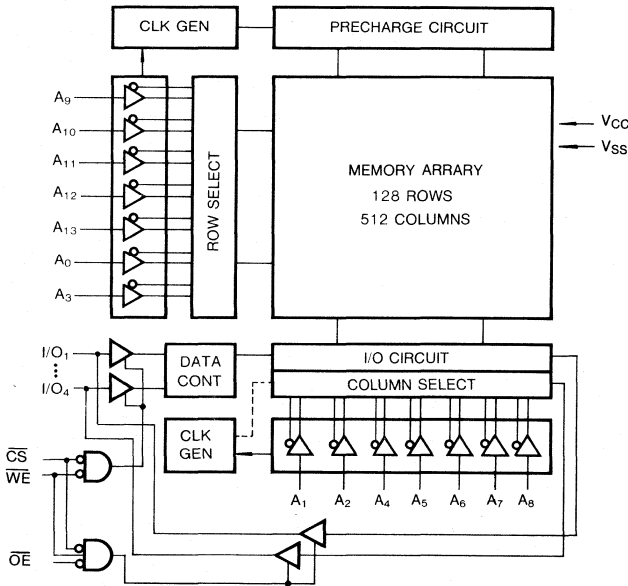 CLK GEN
PRECHARGE CIRCUIT
A9
A10
A11
A12
A13
A0
A3
ROW SELECT
MEMORY ARRARY
128 ROWS
512 COLUMNS
VCC
VSS
I/O1
I/O4
DATA
CONT
I/O CIRCUIT
COLUMN SELECT
CLK
GEN
CS
WE
OE
A1
A2
A4
A5
A6
A7
A8